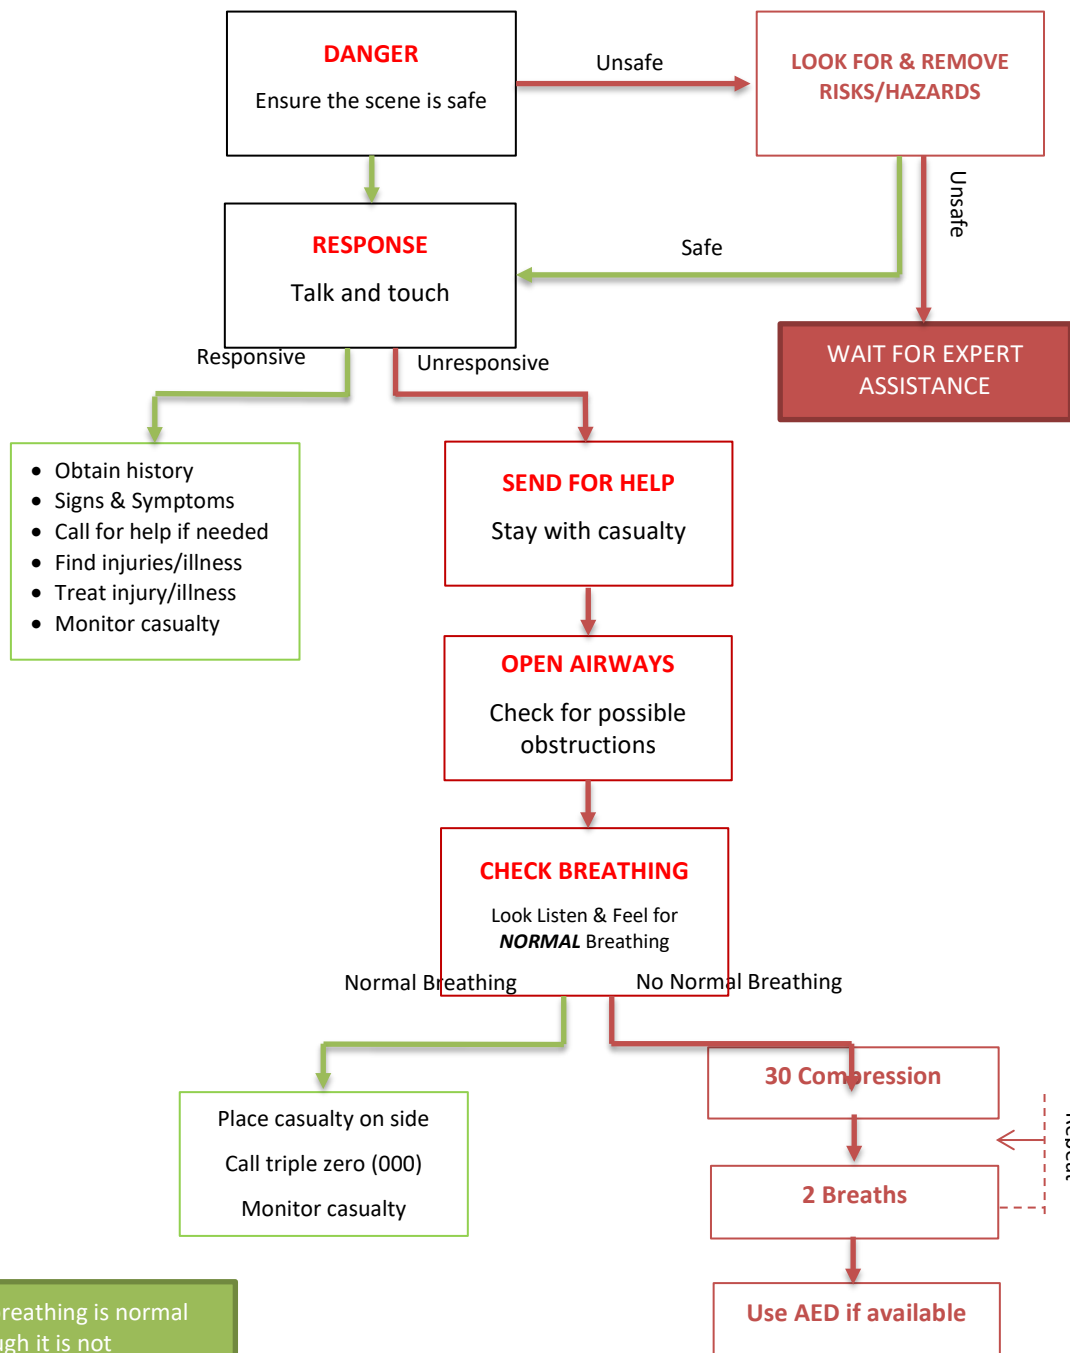 DANGER
Ensure the scene is safe
Unsafe
LOOK FOR & REMOVE
RISKS/HAZARDS
Unsafe
Safe
RESPONSE
Talk and touch
WAIT FOR EXPERT
ASSISTANCE
Responsive
Unresponsive
• Obtain history
• Signs & Symptoms
• Call for help if needed
• Find injuries/illness
• Treat injury/illness
• Monitor casualty
SEND FOR HELP
Stay with casualty
OPEN AIRWAYS
Check for possible
obstructions
CHECK BREATHING
Look Listen & Feel for
NORMAL Breathing
Normal Breathing
No Normal Breathing
Place casualty on side
Call triple zero (000)
Monitor casualty
30 Compression
Repeat
2 Breaths
Use AED if available
breathing is normal
it is not